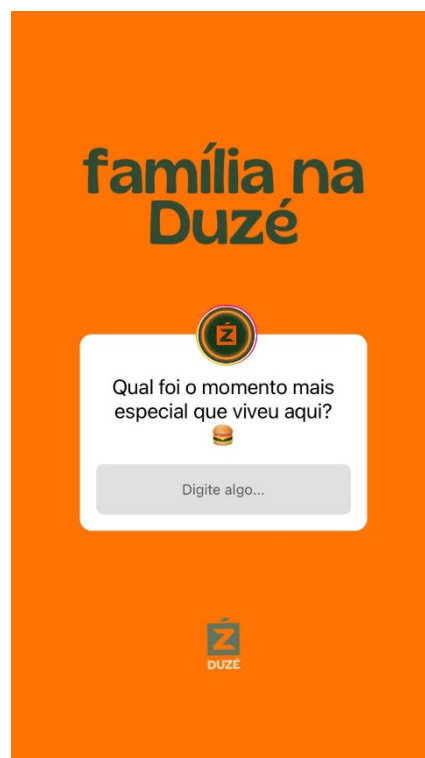 família na
Duzé
Ź
Qual foi o momento mais
especial que viveu aqui?
🍔
Digite algo...
Ź
DUZÉ